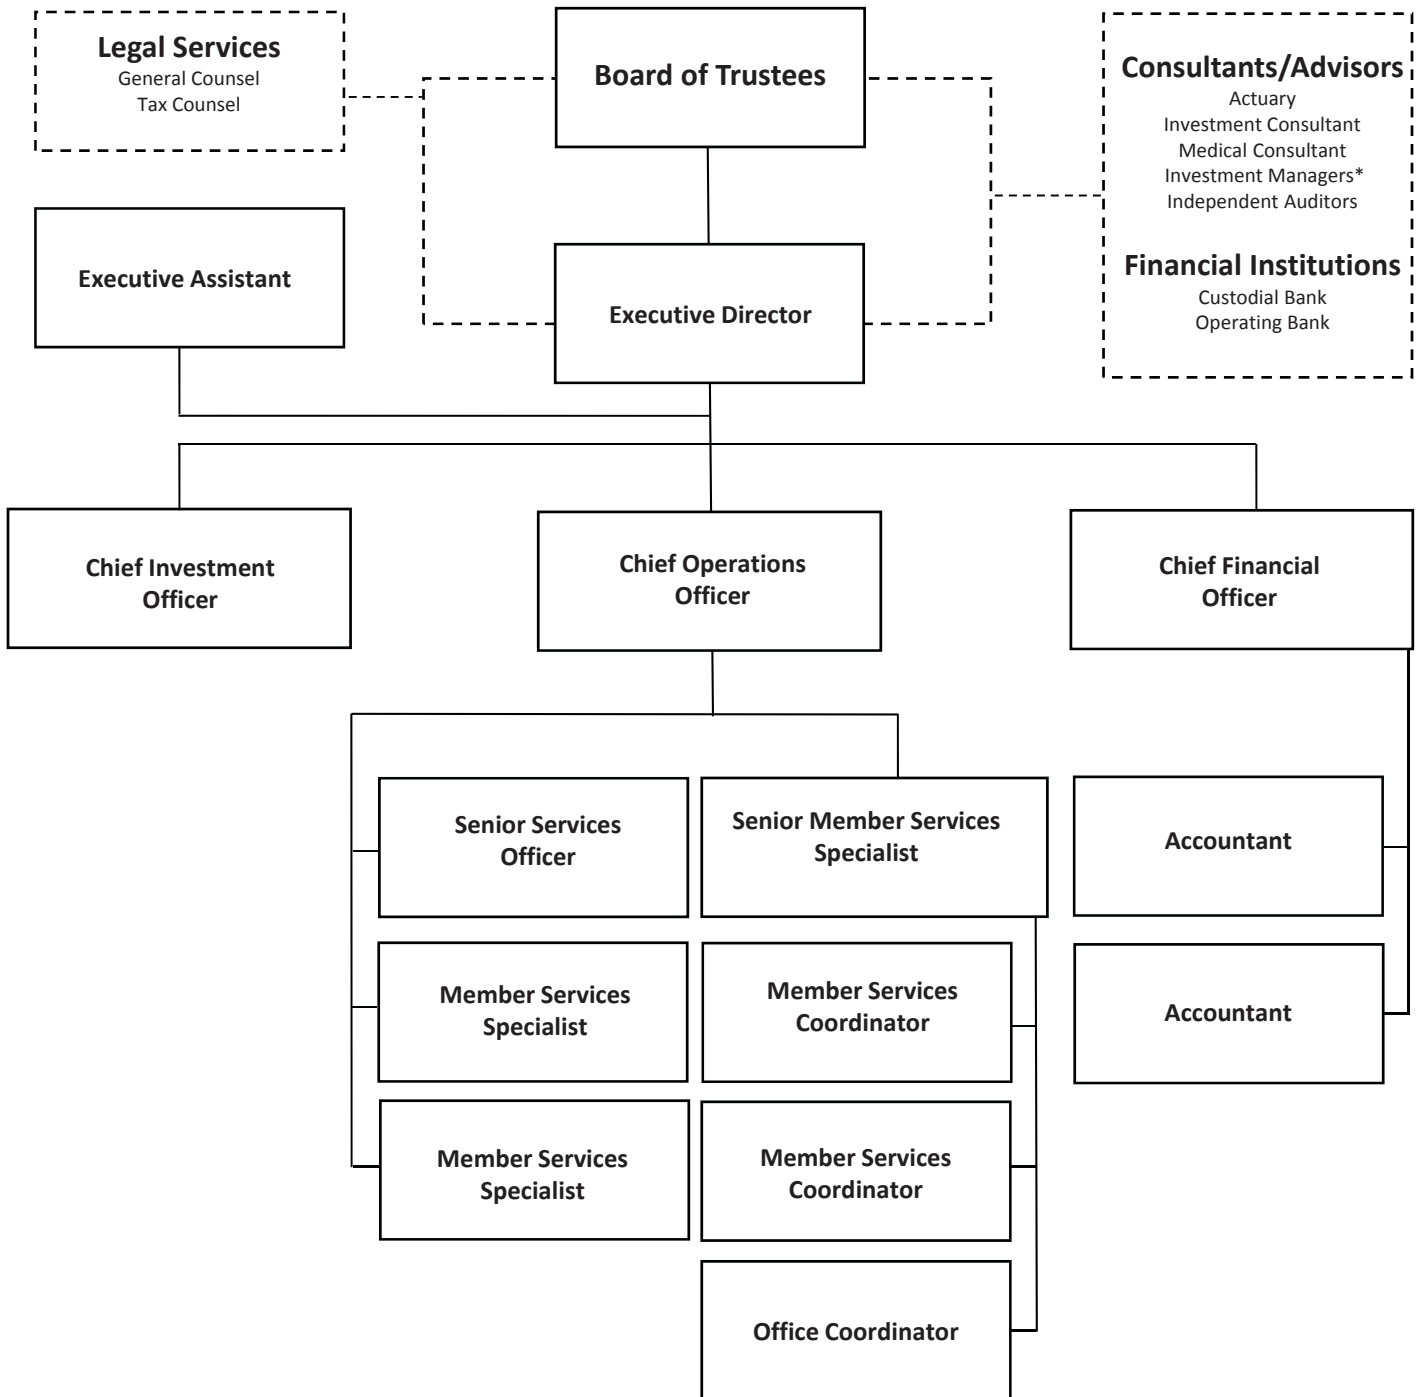 Legal Services
General Counsel
Tax Counsel
Board of Trustees
Consultants/Advisors
Actuary
Investment Consultant
Medical Consultant
Investment Managers*
Independent Auditors
Financial Institutions
Custodial Bank
Operating Bank
Executive Assistant
Executive Director
Chief Investment
Officer
Chief Operations
Officer
Chief Financial
Officer
Senior Services
Officer
Senior Member Services
Specialist
Accountant
Member Services
Specialist
Member Services
Coordinator
Accountant
Member Services
Specialist
Member Services
Coordinator
Office Coordinator